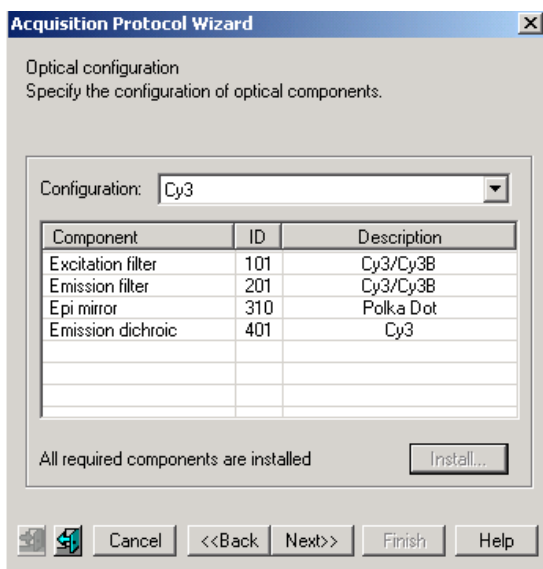 Acquisition Protocol Wizard
Optical configuration
Specify the configuration of optical components.
Configuration: Cy3
Component ID Description
Excitation filter 101 Cy3/Cy3B
Emission filter 201 Cy3/Cy3B
Epi mirror 310 Polka Dot
Emission dichroic 401 Cy3
All required components are installed Install...
Cancel <<Back Next>> Finish Help